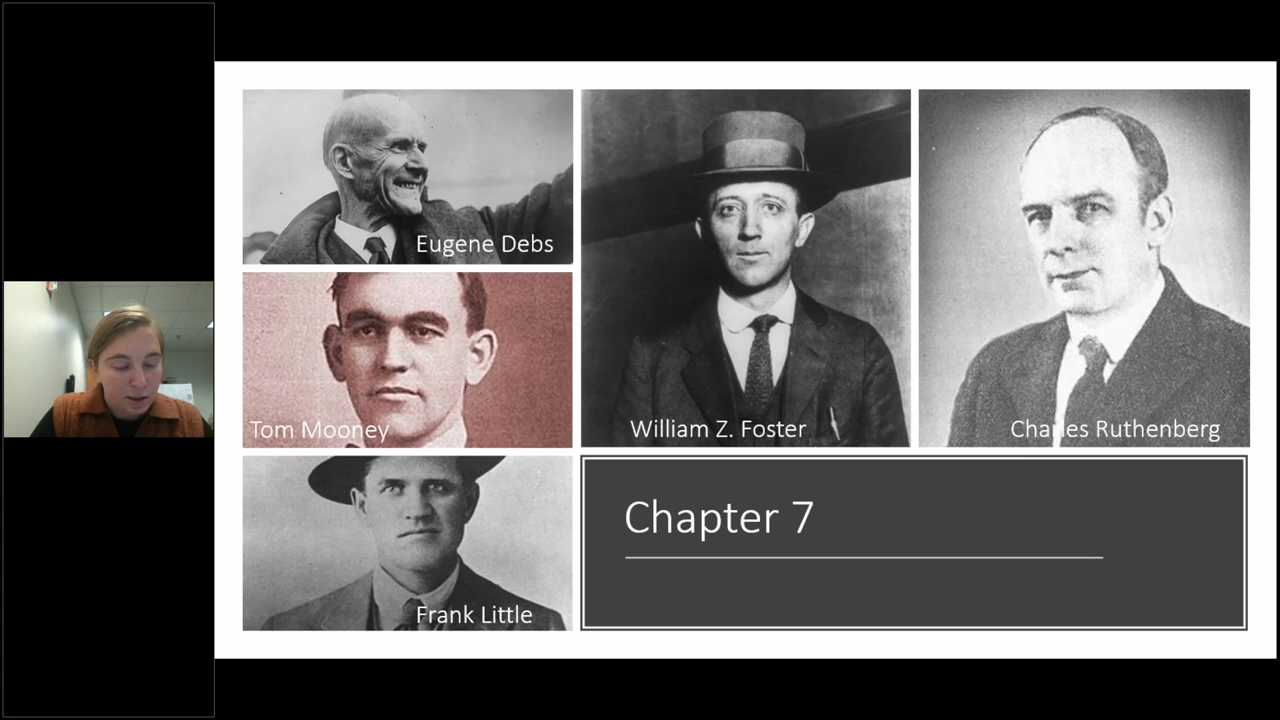 Eugene Debs
Tom Mooney
Frank Little
William Z. Foster
Charles Ruthenberg
Chapter 7